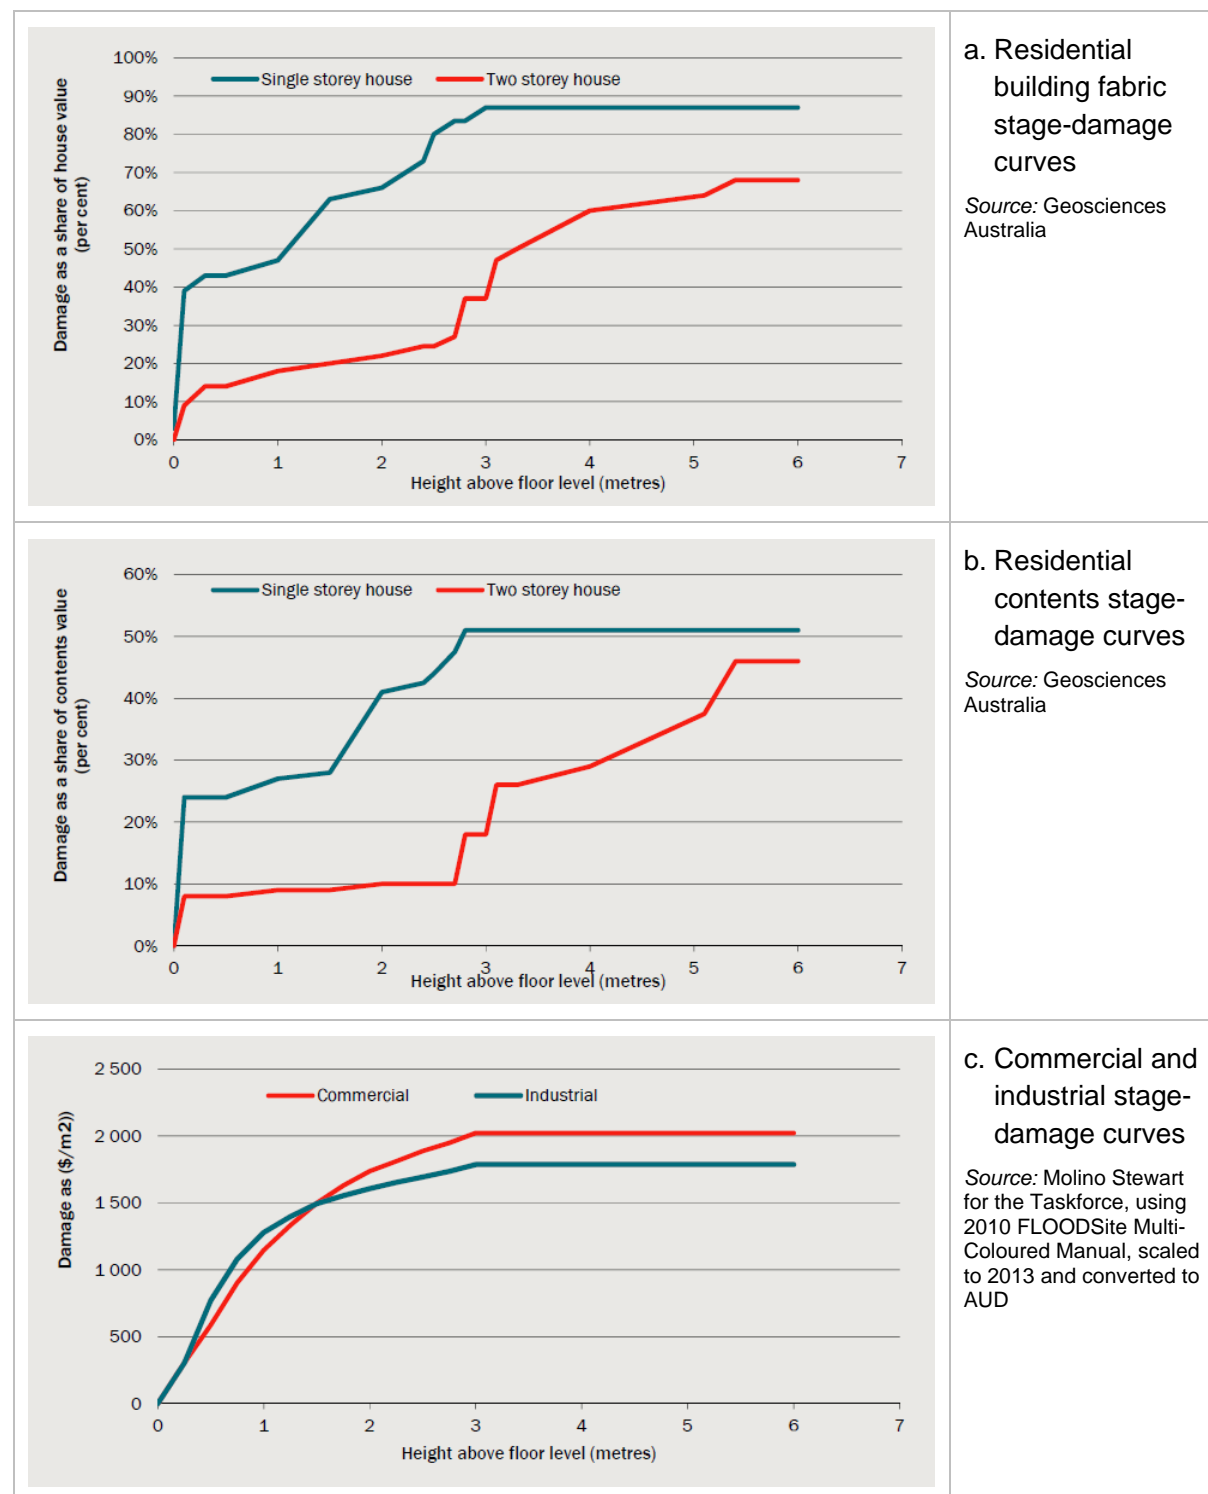 100%
90%
80%
70%
60%
50%
40%
30%
20%
10%
0%
Damage as a share of house value
(per cent)
Single storey house
Two storey house
0 1 2 3 4 5 6 7
Height above floor level (metres)
a. Residential
building fabric
stage-damage
curves
Source: Geosciences
Australia
60%
50%
40%
30%
20%
10%
0%
Damage as a share of contents value
(per cent)
Single storey house
Two storey house
0 1 2 3 4 5 6 7
Height above floor level (metres)
b. Residential
contents stage-
damage curves
Source: Geosciences
Australia
2 500
2 000
1 500
1 000
500
0
Damage as ($/m2))
Commercial
Industrial
0 1 2 3 4 5 6 7
Height above floor level (metres)
c. Commercial and
industrial stage-
damage curves
Source: Molino Stewart
for the Taskforce, using
2010 FLOODSite Multi-
Coloured Manual, scaled
to 2013 and converted to
AUD